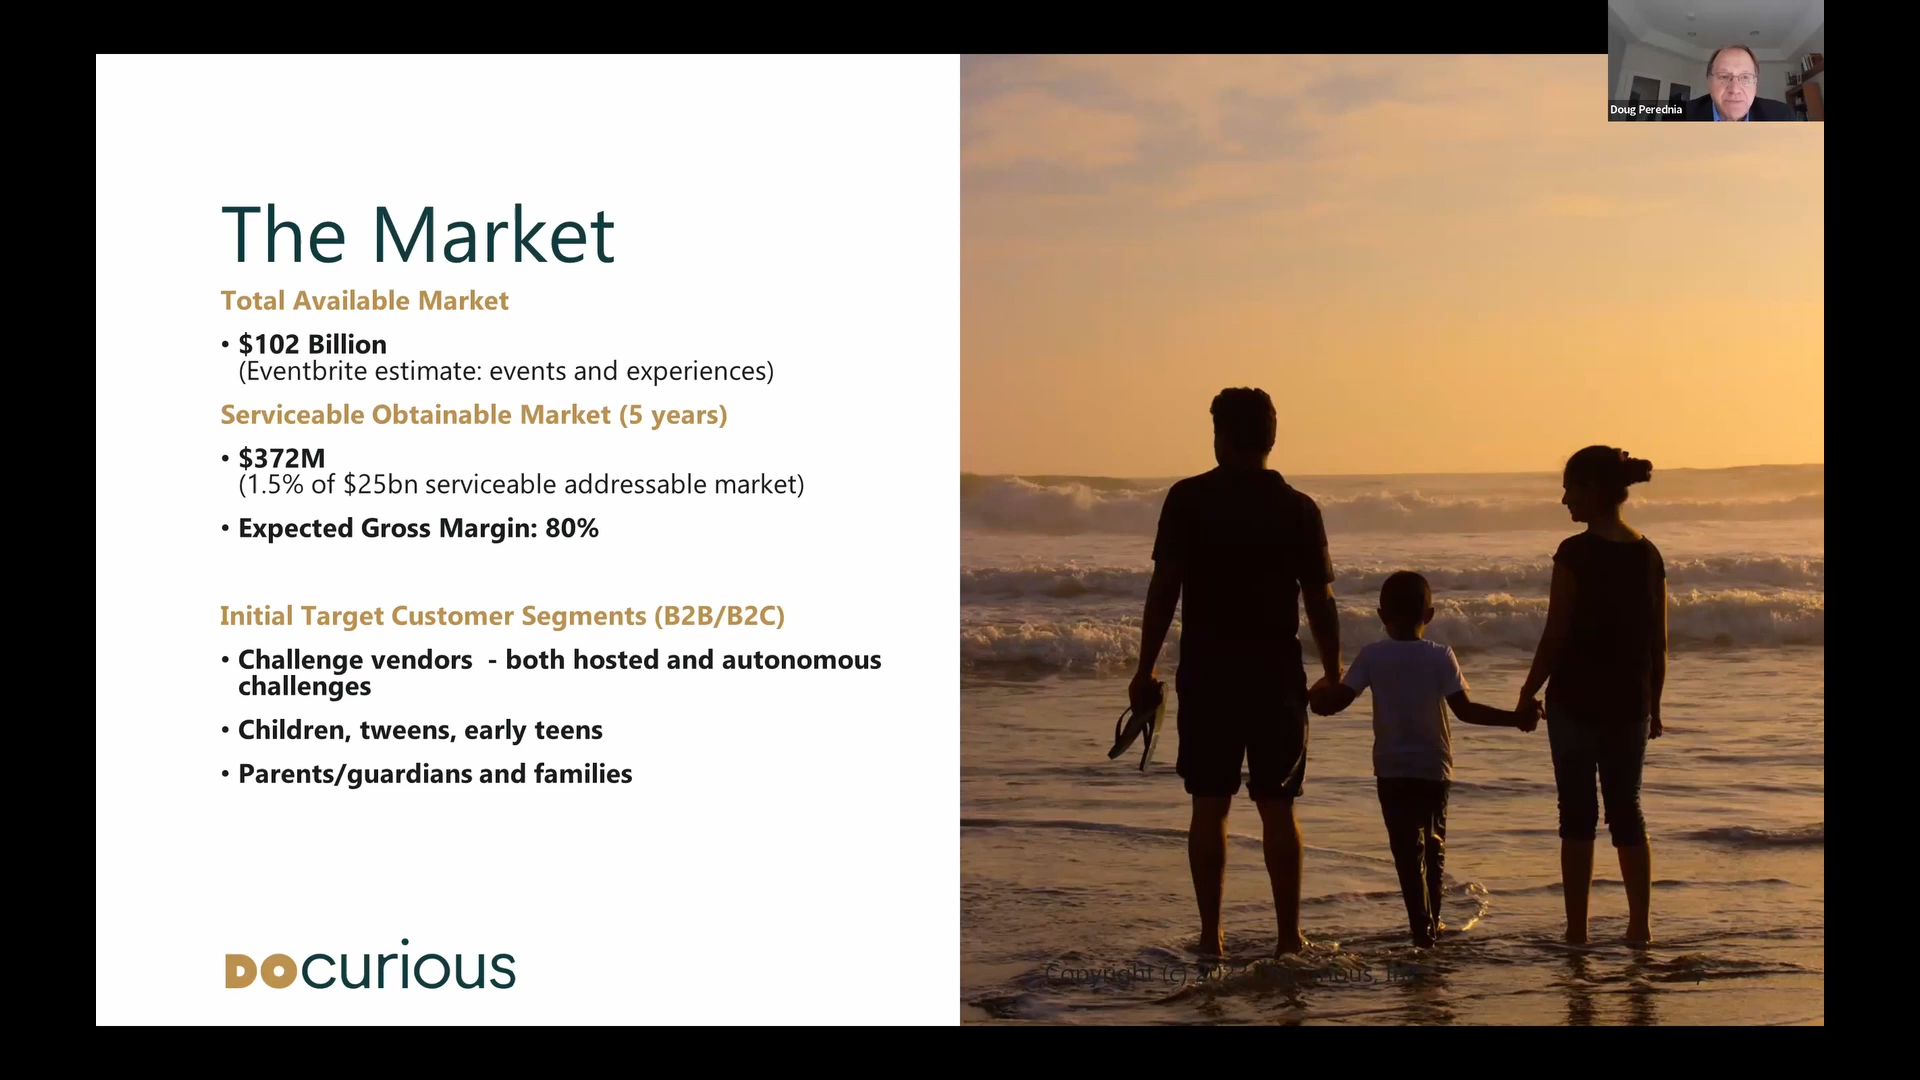 Doug Perednia
The Market
Total Available Market
• $102 Billion
(Eventbrite estimate: events and experiences)
Serviceable Obtainable Market (5 years)
• $372M
(1.5% of $25bn serviceable addressable market)
• Expected Gross Margin: 80%
Initial Target Customer Segments (B2B/B2C)
• Challenge vendors - both hosted and autonomous
challenges
• Children, tweens, early teens
• Parents/guardians and families
DOcurious
Copyright (c)